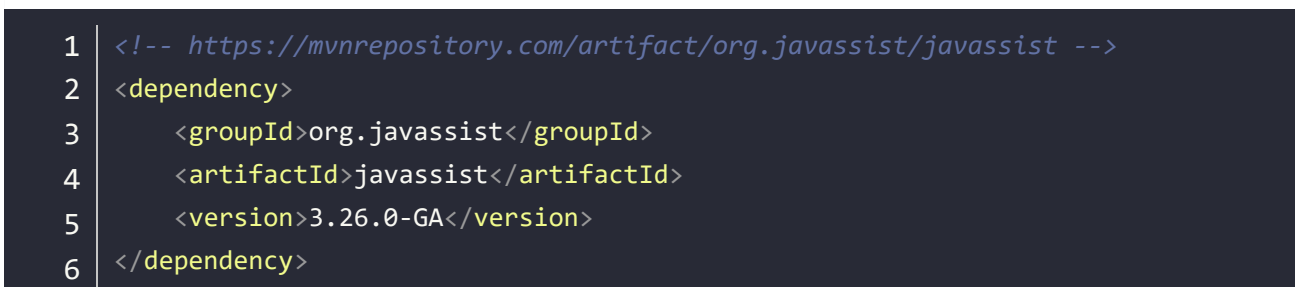 1 <!-- https://mvnrepository.com/artifact/org.javassist/javassist -->
2 <dependency>
3     <groupId>org.javassist</groupId>
4     <artifactId>javassist</artifactId>
5     <version>3.26.0-GA</version>
6 </dependency>